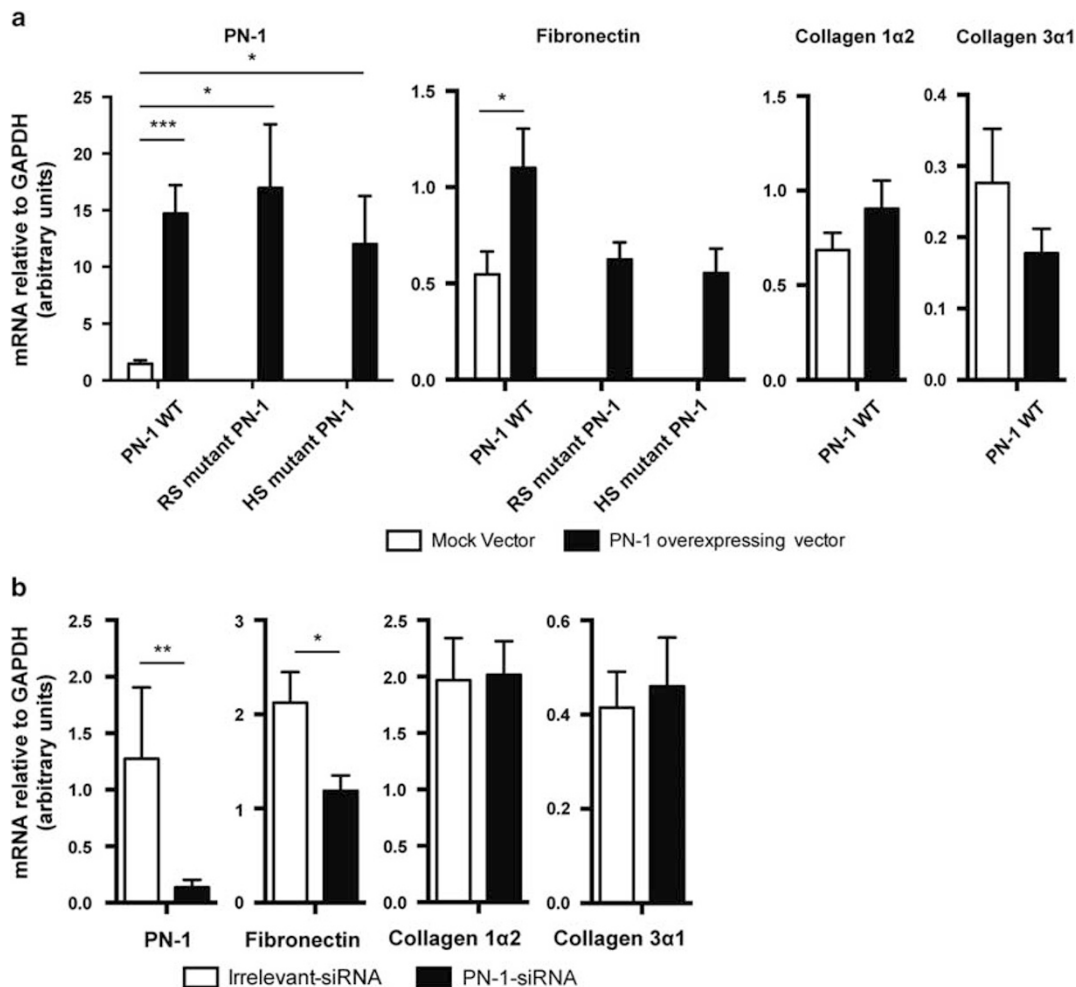 a
PN-1
Fibronectin
Collagen 1α2
Collagen 3α1
mRNA relative to GAPDH
(arbitrary units)
*
*
***
25
20
15
10
5
0
PN-1 WT
RS mutant PN-1
HS mutant PN-1
*
1.5
1.0
0.5
0.0
PN-1 WT
RS mutant PN-1
HS mutant PN-1
1.5
1.0
0.5
0.0
PN-1 WT
0.4
0.3
0.2
0.1
0.0
PN-1 WT
Mock Vector
PN-1 overexpressing vector
b
mRNA relative to GAPDH
(arbitrary units)
2.5
2.0
1.5
1.0
0.5
0.0
**
PN-1
3
2
1
0
*
Fibronectin
2.5
2.0
1.5
1.0
0.5
0.0
Collagen 1α2
0.6
0.4
0.2
0.0
Collagen 3α1
Irrelevant-siRNA
PN-1-siRNA